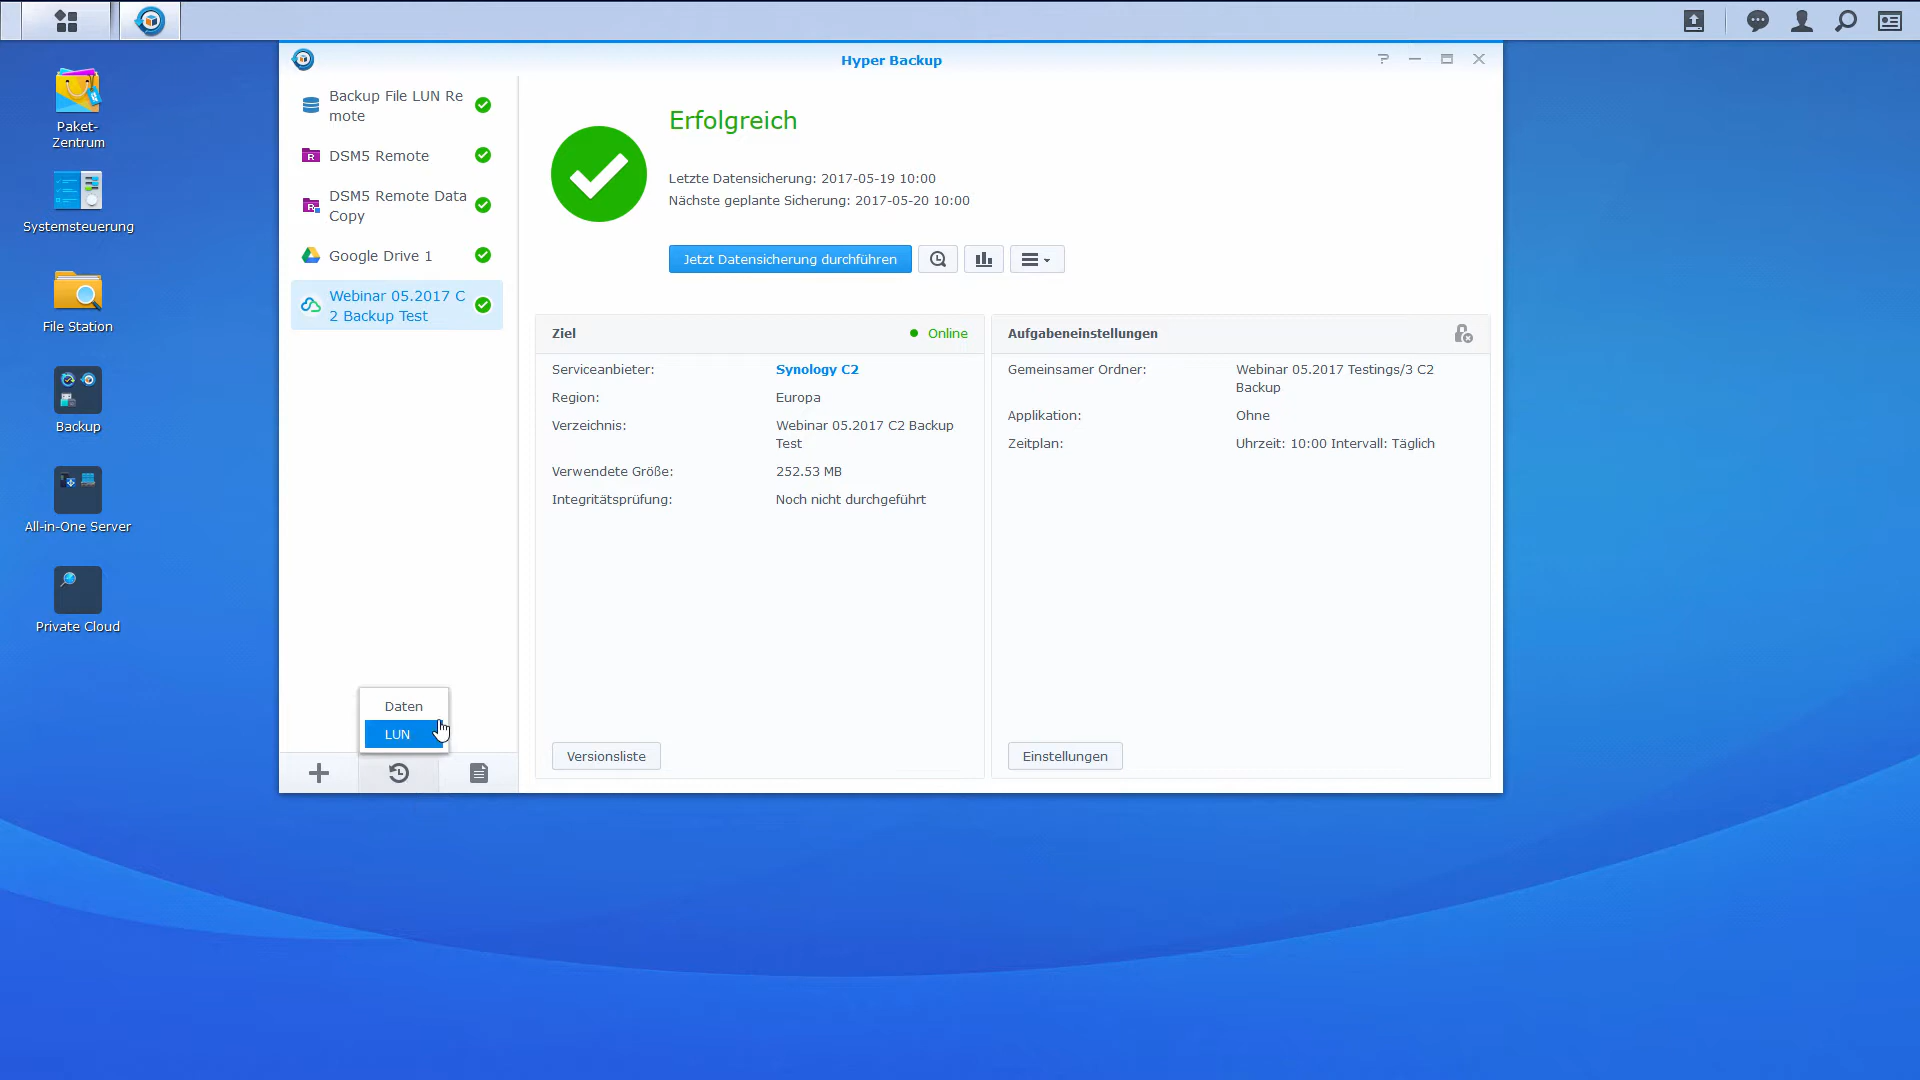 Hyper Backup
Paket-
Zentrum
Systemsteuerung
File Station
Backup
All-in-One Server
Private Cloud
Backup File LUN Re
mote
DSM5 Remote
DSM5 Remote Data
Copy
Google Drive 1
Webinar 05.2017 C
2 Backup Test
Daten
LUN
Erfolgreich
Letzte Datensicherung: 2017-05-19 10:00
Nächste geplante Sicherung: 2017-05-20 10:00
Jetzt Datensicherung durchführen
Ziel
Online
Serviceanbieter: Synology C2
Region: Europa
Verzeichnis: Webinar 05.2017 C2 Backup
Test
Verwendete Größe: 252.53 MB
Integritätsprüfung: Noch nicht durchgeführt
Versionsliste
Aufgabeneinstellungen
Gemeinsamer Ordner: Webinar 05.2017 Testings/3 C2
Backup
Applikation: Ohne
Zeitplan: Uhrzeit: 10:00 Intervall: Täglich
Einstellungen